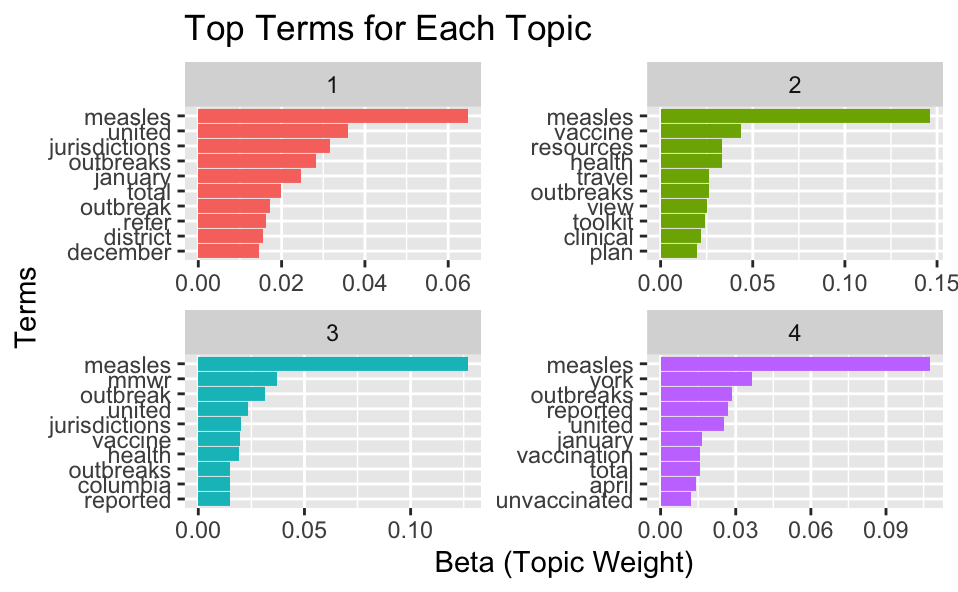 Top Terms for Each Topic
Terms
1
measles
united
jurisdictions
outbreaks
january
total
outbreak
refer
district
december
0.00 0.02 0.04 0.06
2
measles
vaccine
resources
health
travel
outbreaks
view
toolkit
clinical
plan
0.00 0.05 0.10 0.15
3
measles
mmwr
outbreak
united
jurisdictions
vaccine
health
outbreaks
columbia
reported
0.00 0.05 0.10
4
measles
york
outbreaks
reported
united
january
vaccination
total
april
unvaccinated
0.00 0.03 0.06 0.09
Beta (Topic Weight)